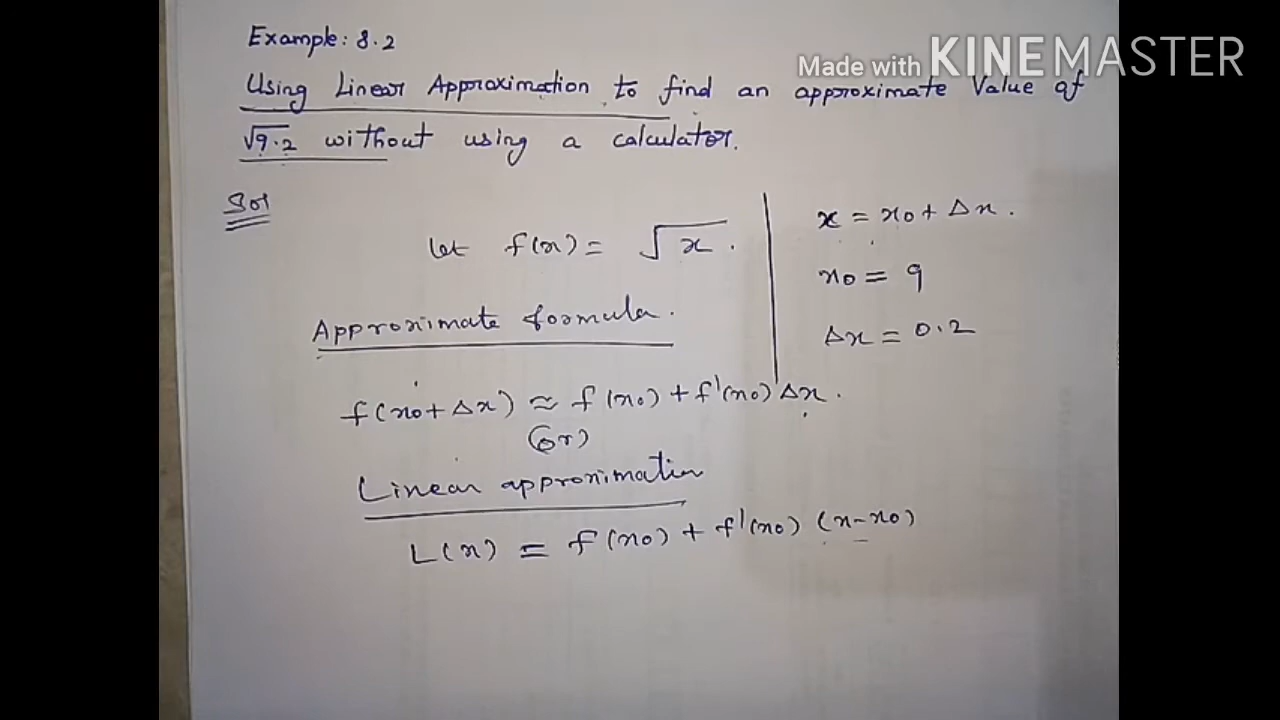 Example: 8.2
Made with KINEMASTER
Using Linear Approximation to find an approximate Value of
√9.2 without using a calculator.
Sol
let f(x) = √x.
x = x0 + Δx.
x0 = 9
Δx = 0.2
Approximate formula.
f(x0 + Δx) ≈ f(x0) + f'(x0) Δx.
(or)
Linear approximation
L(x) = f(x0) + f'(x0) (x-x0)